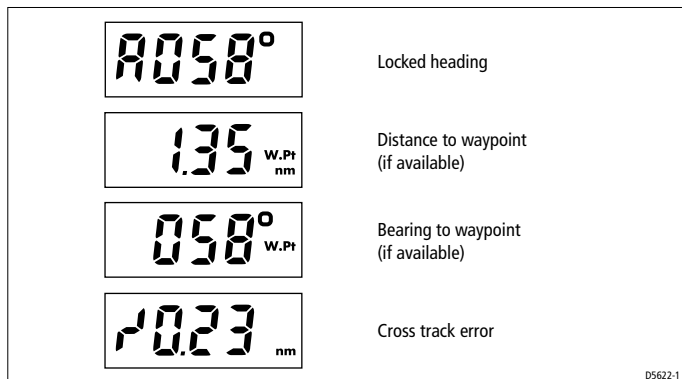 A058°
Locked heading
1.35 W.Pt nm
Distance to waypoint
(if available)
058° W.Pt
Bearing to waypoint
(if available)
0.23 nm
Cross track error
D5622-1